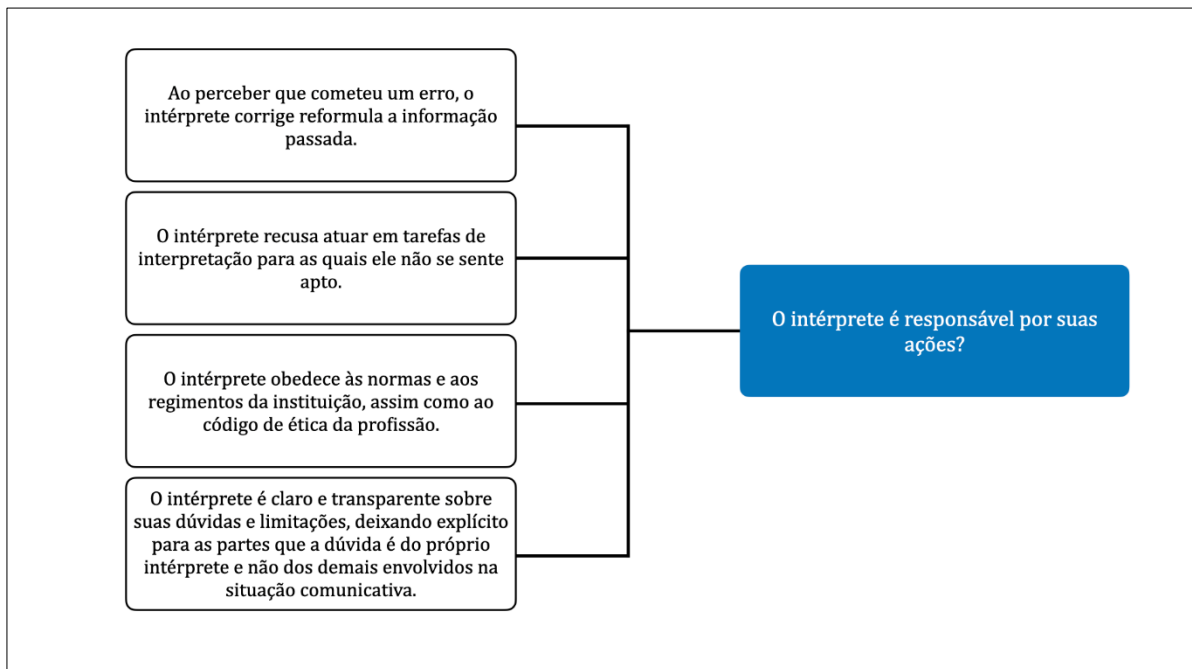 Ao perceber que cometeu um erro, o
intérprete corrige reformula a informação
passada.
O intérprete recusa atuar em tarefas de
interpretação para as quais ele não se sente
apto.
O intérprete obedece às normas e aos
regimentos da instituição, assim como ao
código de ética da profissão.
O intérprete é claro e transparente sobre
suas dúvidas e limitações, deixando explícito
para as partes que a dúvida é do próprio
intérprete e não dos demais envolvidos na
situação comunicativa.
O intérprete é responsável por suas
ações?